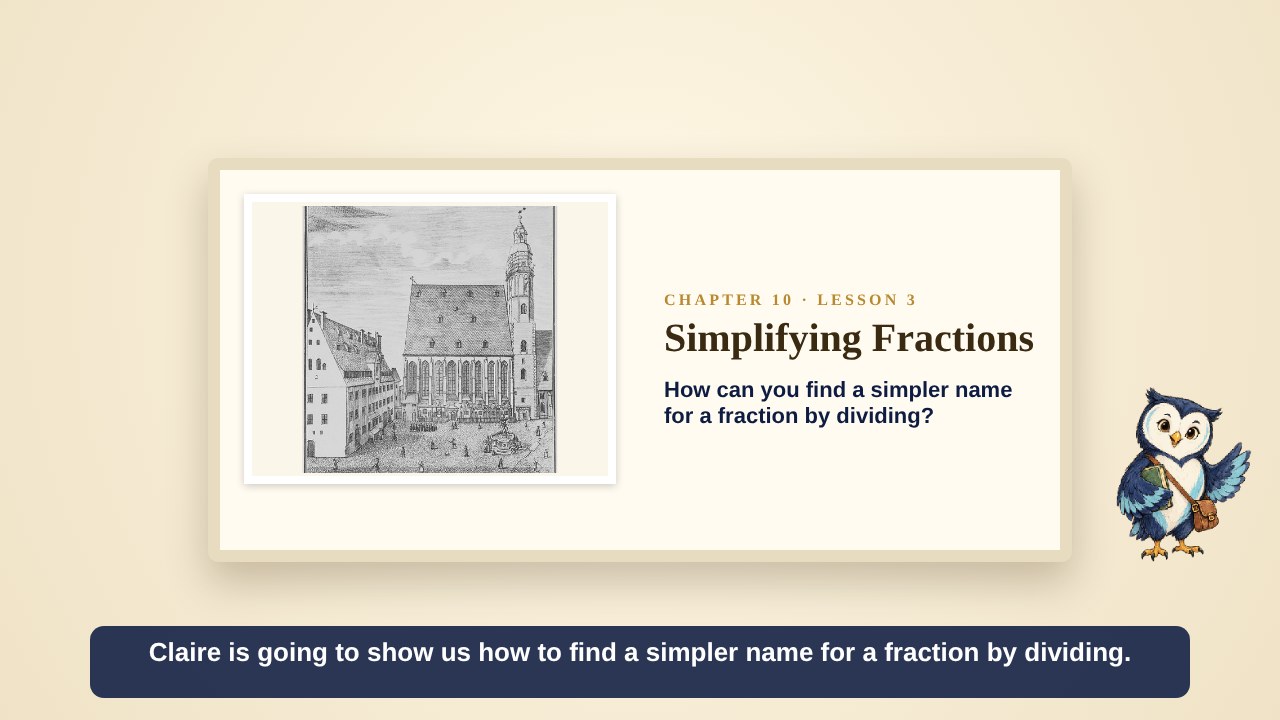 CHAPTER 10 · LESSON 3
Simplifying Fractions
How can you find a simpler name
for a fraction by dividing?
Claire is going to show us how to find a simpler name for a fraction by dividing.